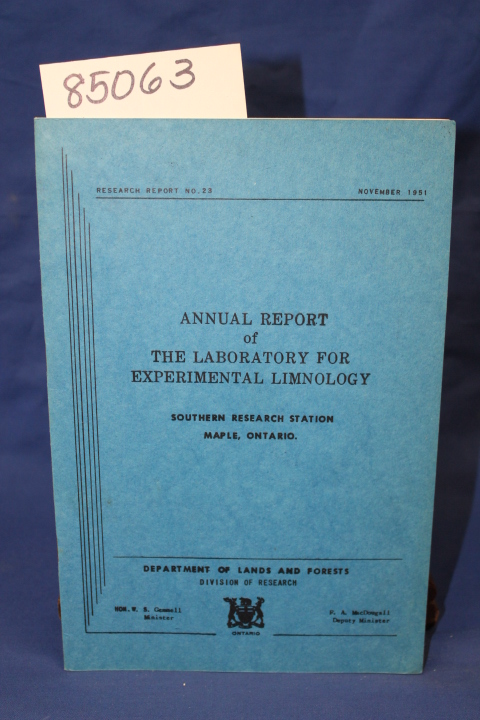 85063
RESEARCH REPORT NO. 23 NOVEMBER 1951
ANNUAL REPORT
of
THE LABORATORY FOR
EXPERIMENTAL LIMNOLOGY
SOUTHERN RESEARCH STATION
MAPLE, ONTARIO.
DEPARTMENT OF LANDS AND FORESTS
DIVISION OF RESEARCH
HON. W. S. Gemmell
Minister
F. A. MacDougall
Deputy Minister
ONTARIO